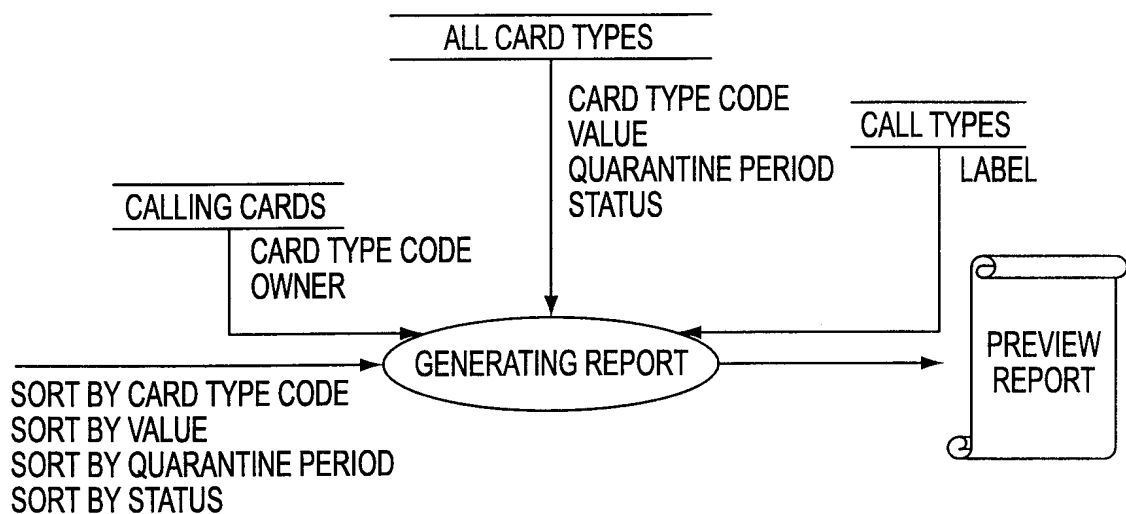 ALL CARD TYPES
CARD TYPE CODE
VALUE
QUARANTINE PERIOD
STATUS
CALL TYPES
LABEL
CALLING CARDS
CARD TYPE CODE
OWNER
GENERATING REPORT
PREVIEW
REPORT
SORT BY CARD TYPE CODE
SORT BY VALUE
SORT BY QUARANTINE PERIOD
SORT BY STATUS